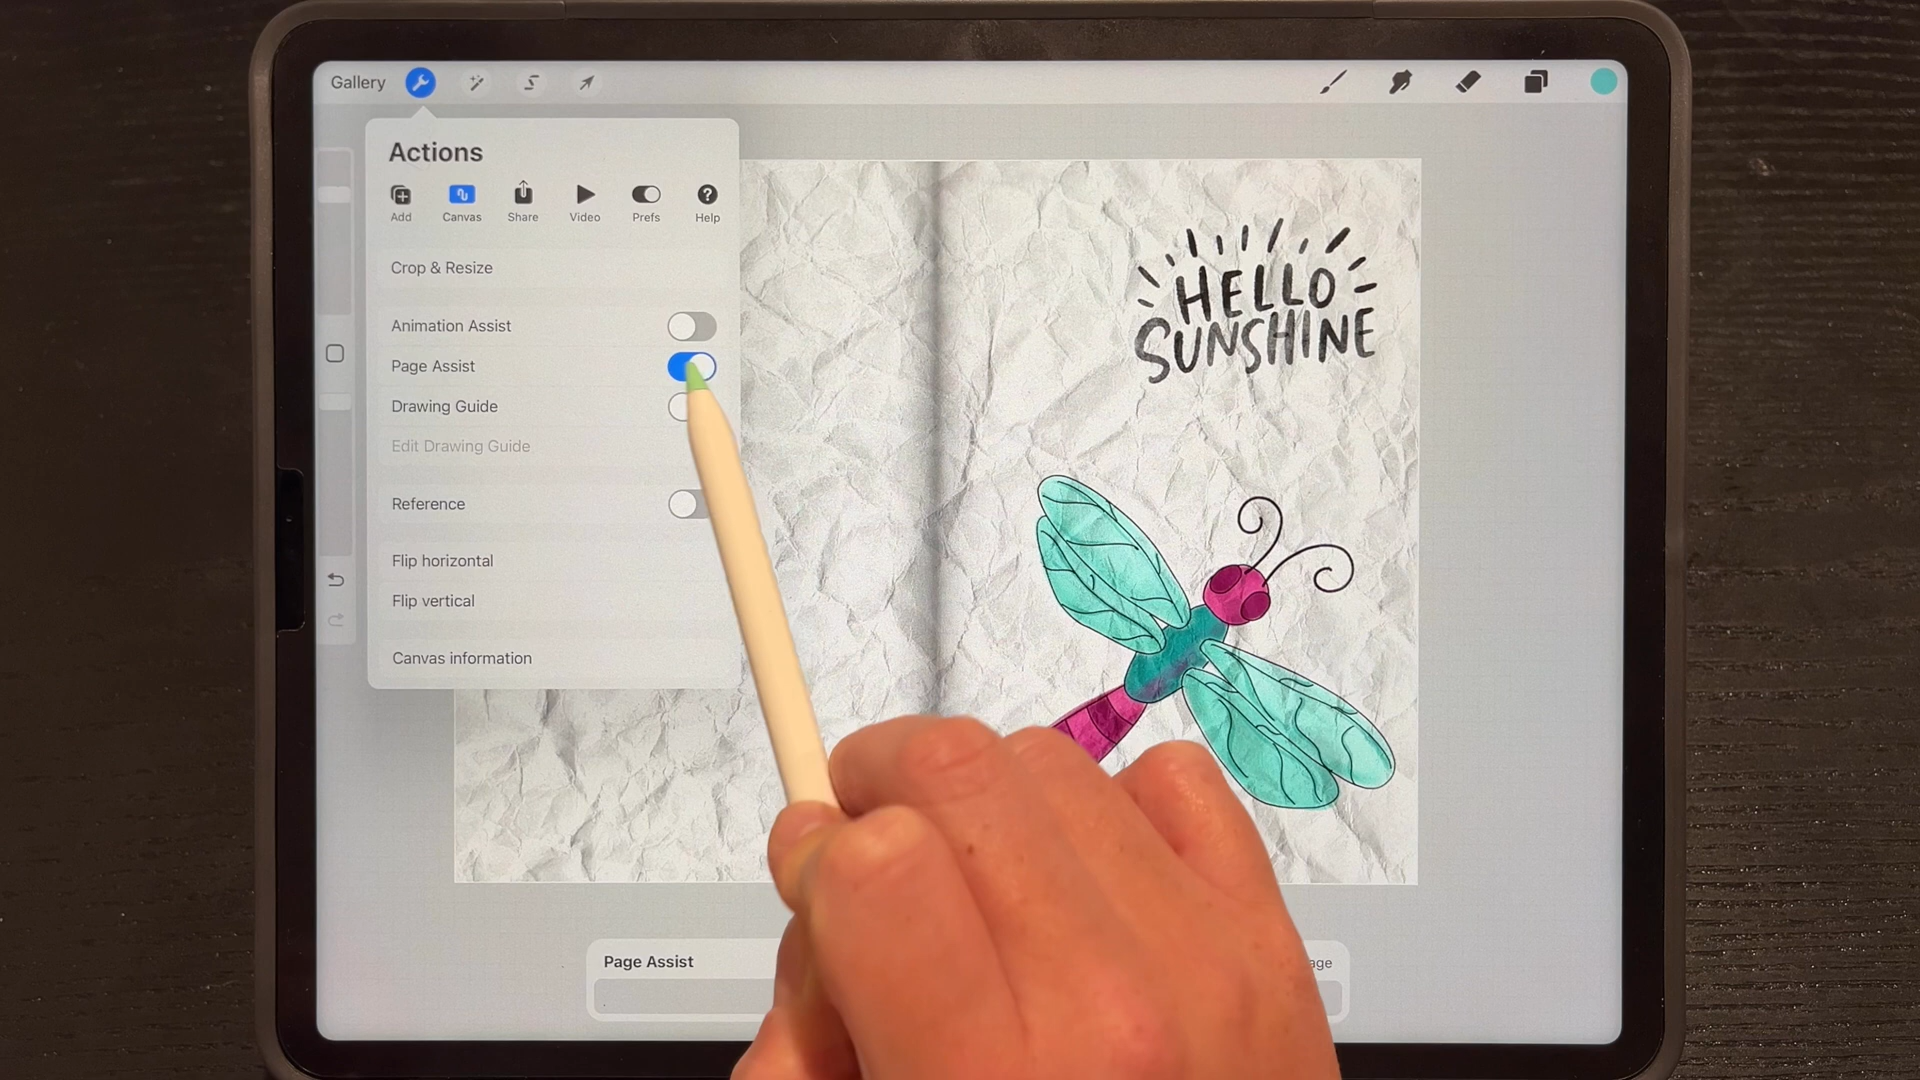 Gallery
Actions
Add Canvas Share Video Prefs Help
Crop & Resize
Animation Assist
Page Assist
Drawing Guide
Edit Drawing Guide
Reference
Flip horizontal
Flip vertical
Canvas information
HELLO
SUNSHINE
Page Assist